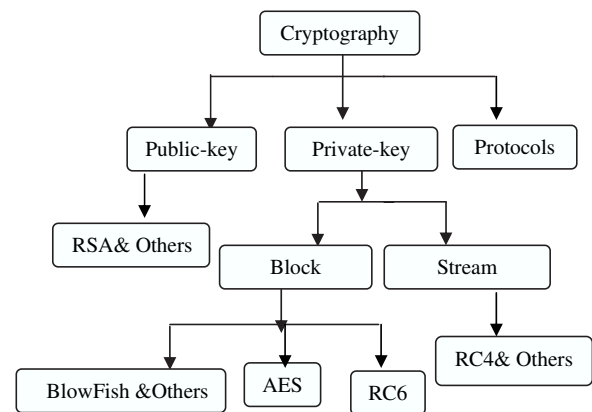 Cryptography
Public-key
Private-key
Protocols
RSA& Others
Block
Stream
BlowFish &Others
AES
RC6
RC4& Others